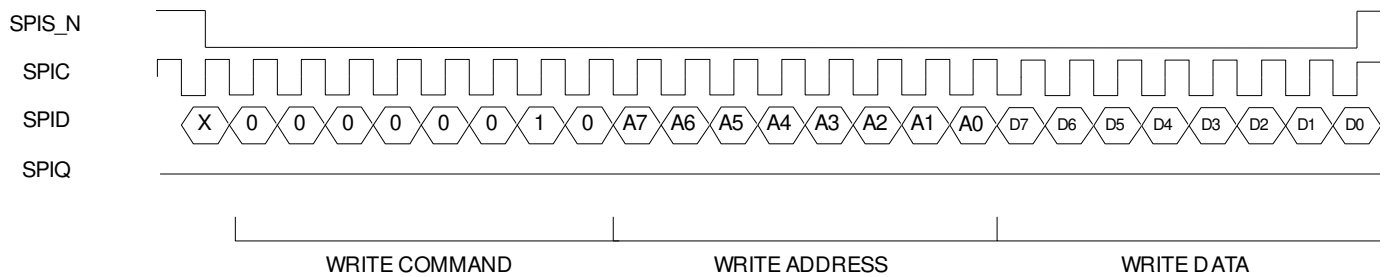 SPIS_N
SPIC
SPID X 0 0 0 0 0 0 1 0 A7 A6 A5 A4 A3 A2 A1 A0 D7 D6 D5 D4 D3 D2 D1 D0
SPIQ
WRITE COMMAND WRITE ADDRESS WRITE DATA